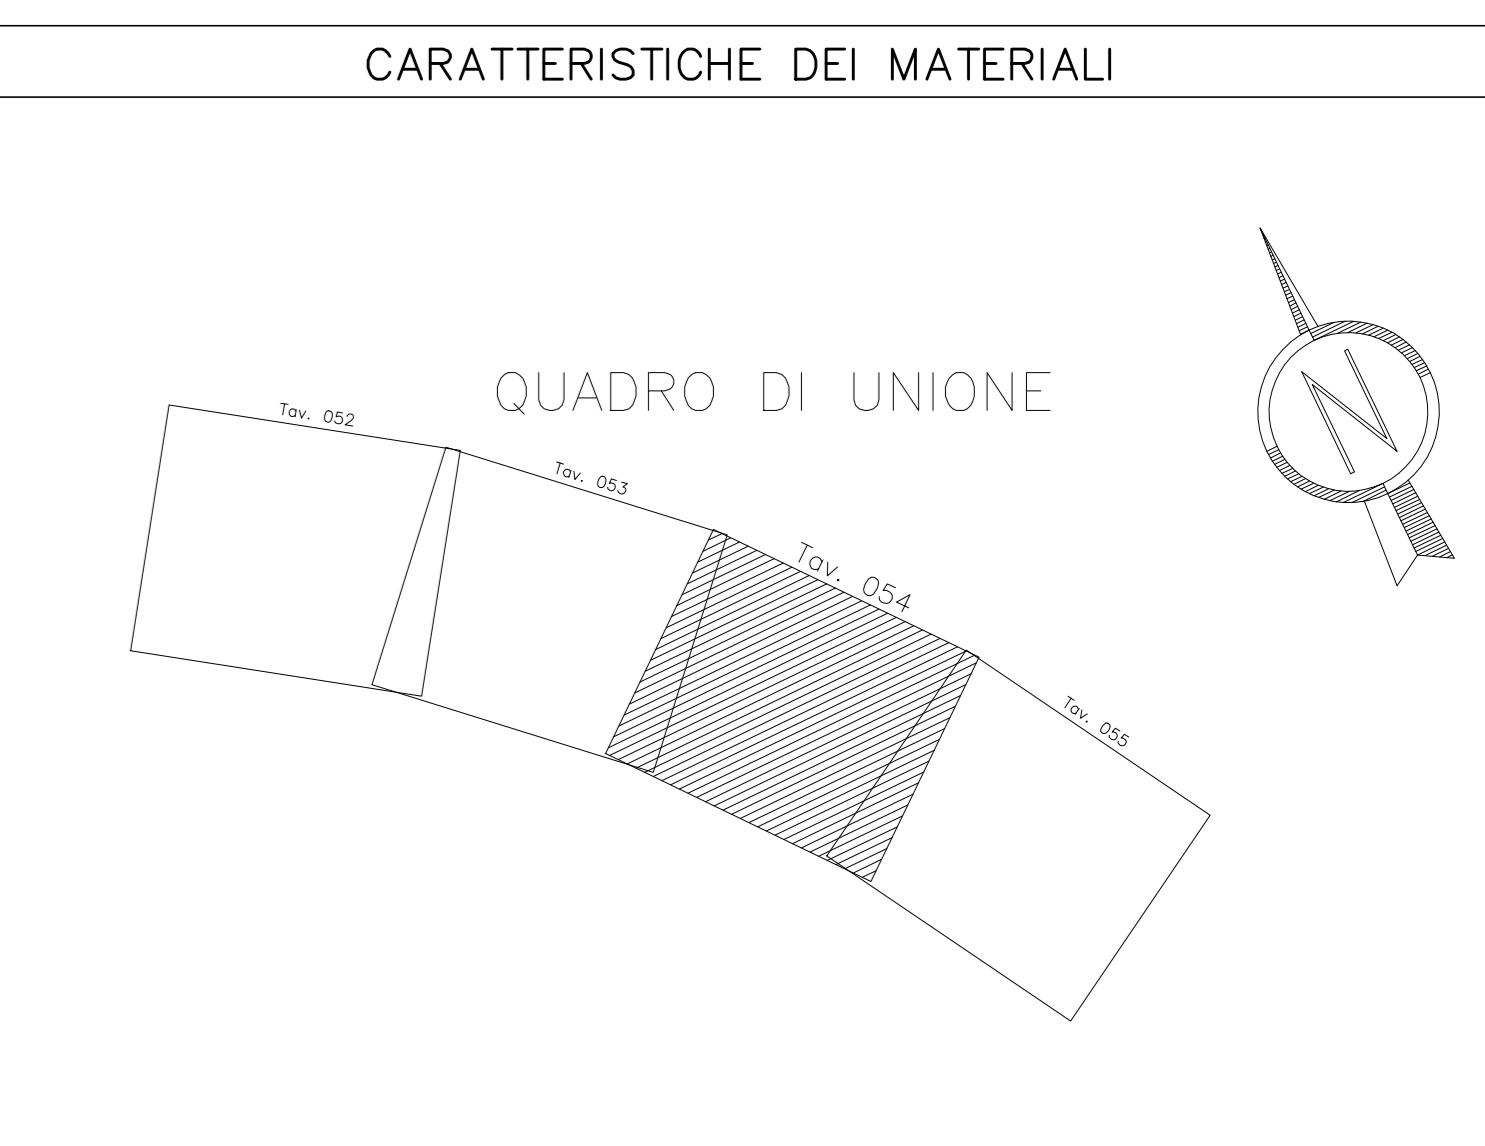 CARATTERISTICHE DEI MATERIALI
QUADRO DI UNIONE
Tav. 052
Tav. 053
Tav. 054
Tav. 055
N